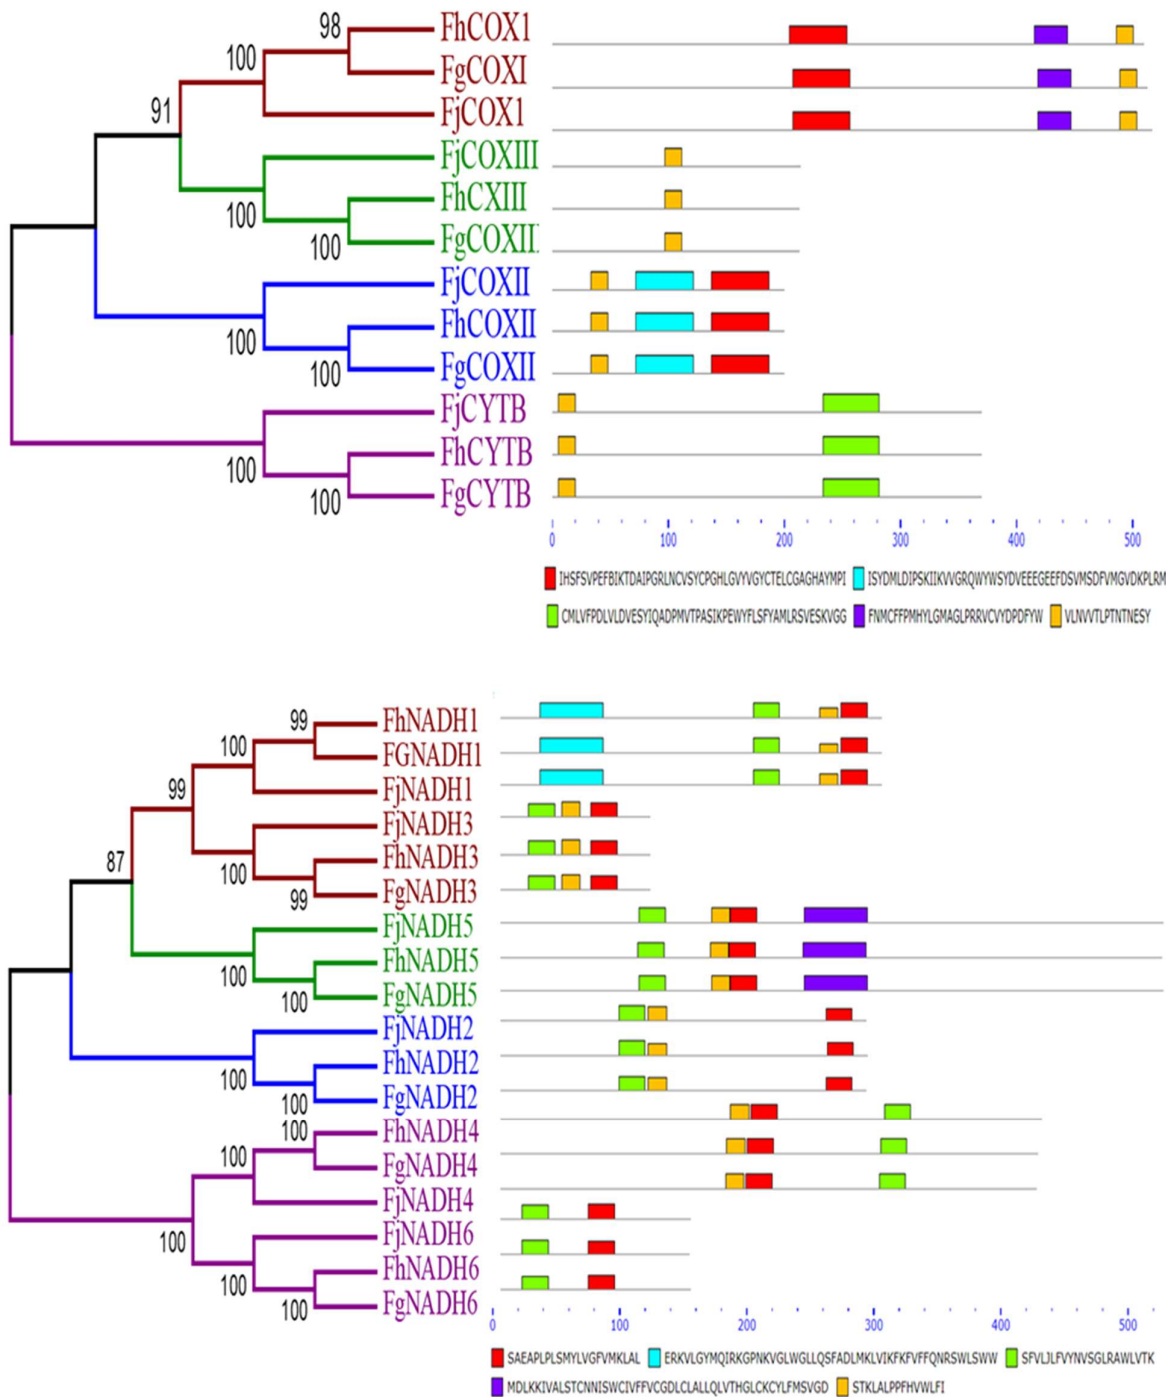 98 FhCOX1
100 FgCOXI
91 FjCOX1
FjCOXIII
100 FhCXIII
100 FgCOXIII
FjCOXII
100 FhCOXII
100 FgCOXII
FjCYTB
100 FhCYTB
100 FgCYTB
0 100 200 300 400 500
IHSFSVPEFBIKTDAIPGRLNCVSYCPGHLGVYVGYCTELCGAGHAYMPI ISYDMLDIPSKIIKVVGRQWYWSYDVEEEGEEFDSVMSDFVMGVDKPLRM
CMLVFPDLVLDVESYIQADPMVTPASIKPEWYFLSFYAMLRSVESKVGG FNMCFFPMHYLGMAGLPRRVCVYDPDFYW VLNVVTLPTNTNESY
99 FhNADH1
100 FGNADH1
99 FjNADH1
FjNADH3
87 100 FhNADH3
99 FgNADH3
FjNADH5
100 FhNADH5
100 FgNADH5
FjNADH2
100 FhNADH2
100 FgNADH2
100 FhNADH4
100 FgNADH4
FjNADH4
100 FjNADH6
100 FhNADH6
100 FgNADH6
0 100 200 300 400 500
SAEAPLPLSMYLVGFVMKLAL ERKVLGYMQIRKGPNKVGLWGLLQSFADLMKLVIKFKFVFFQNRSWLSWW SFVLJLFVYNVSGLRAWLVTK
MDLKKIVALSTCNNISWCIVFFVCGDLCLALLQLVTHGLCKCYLFMSVGD STKLALPPFHVWLFI